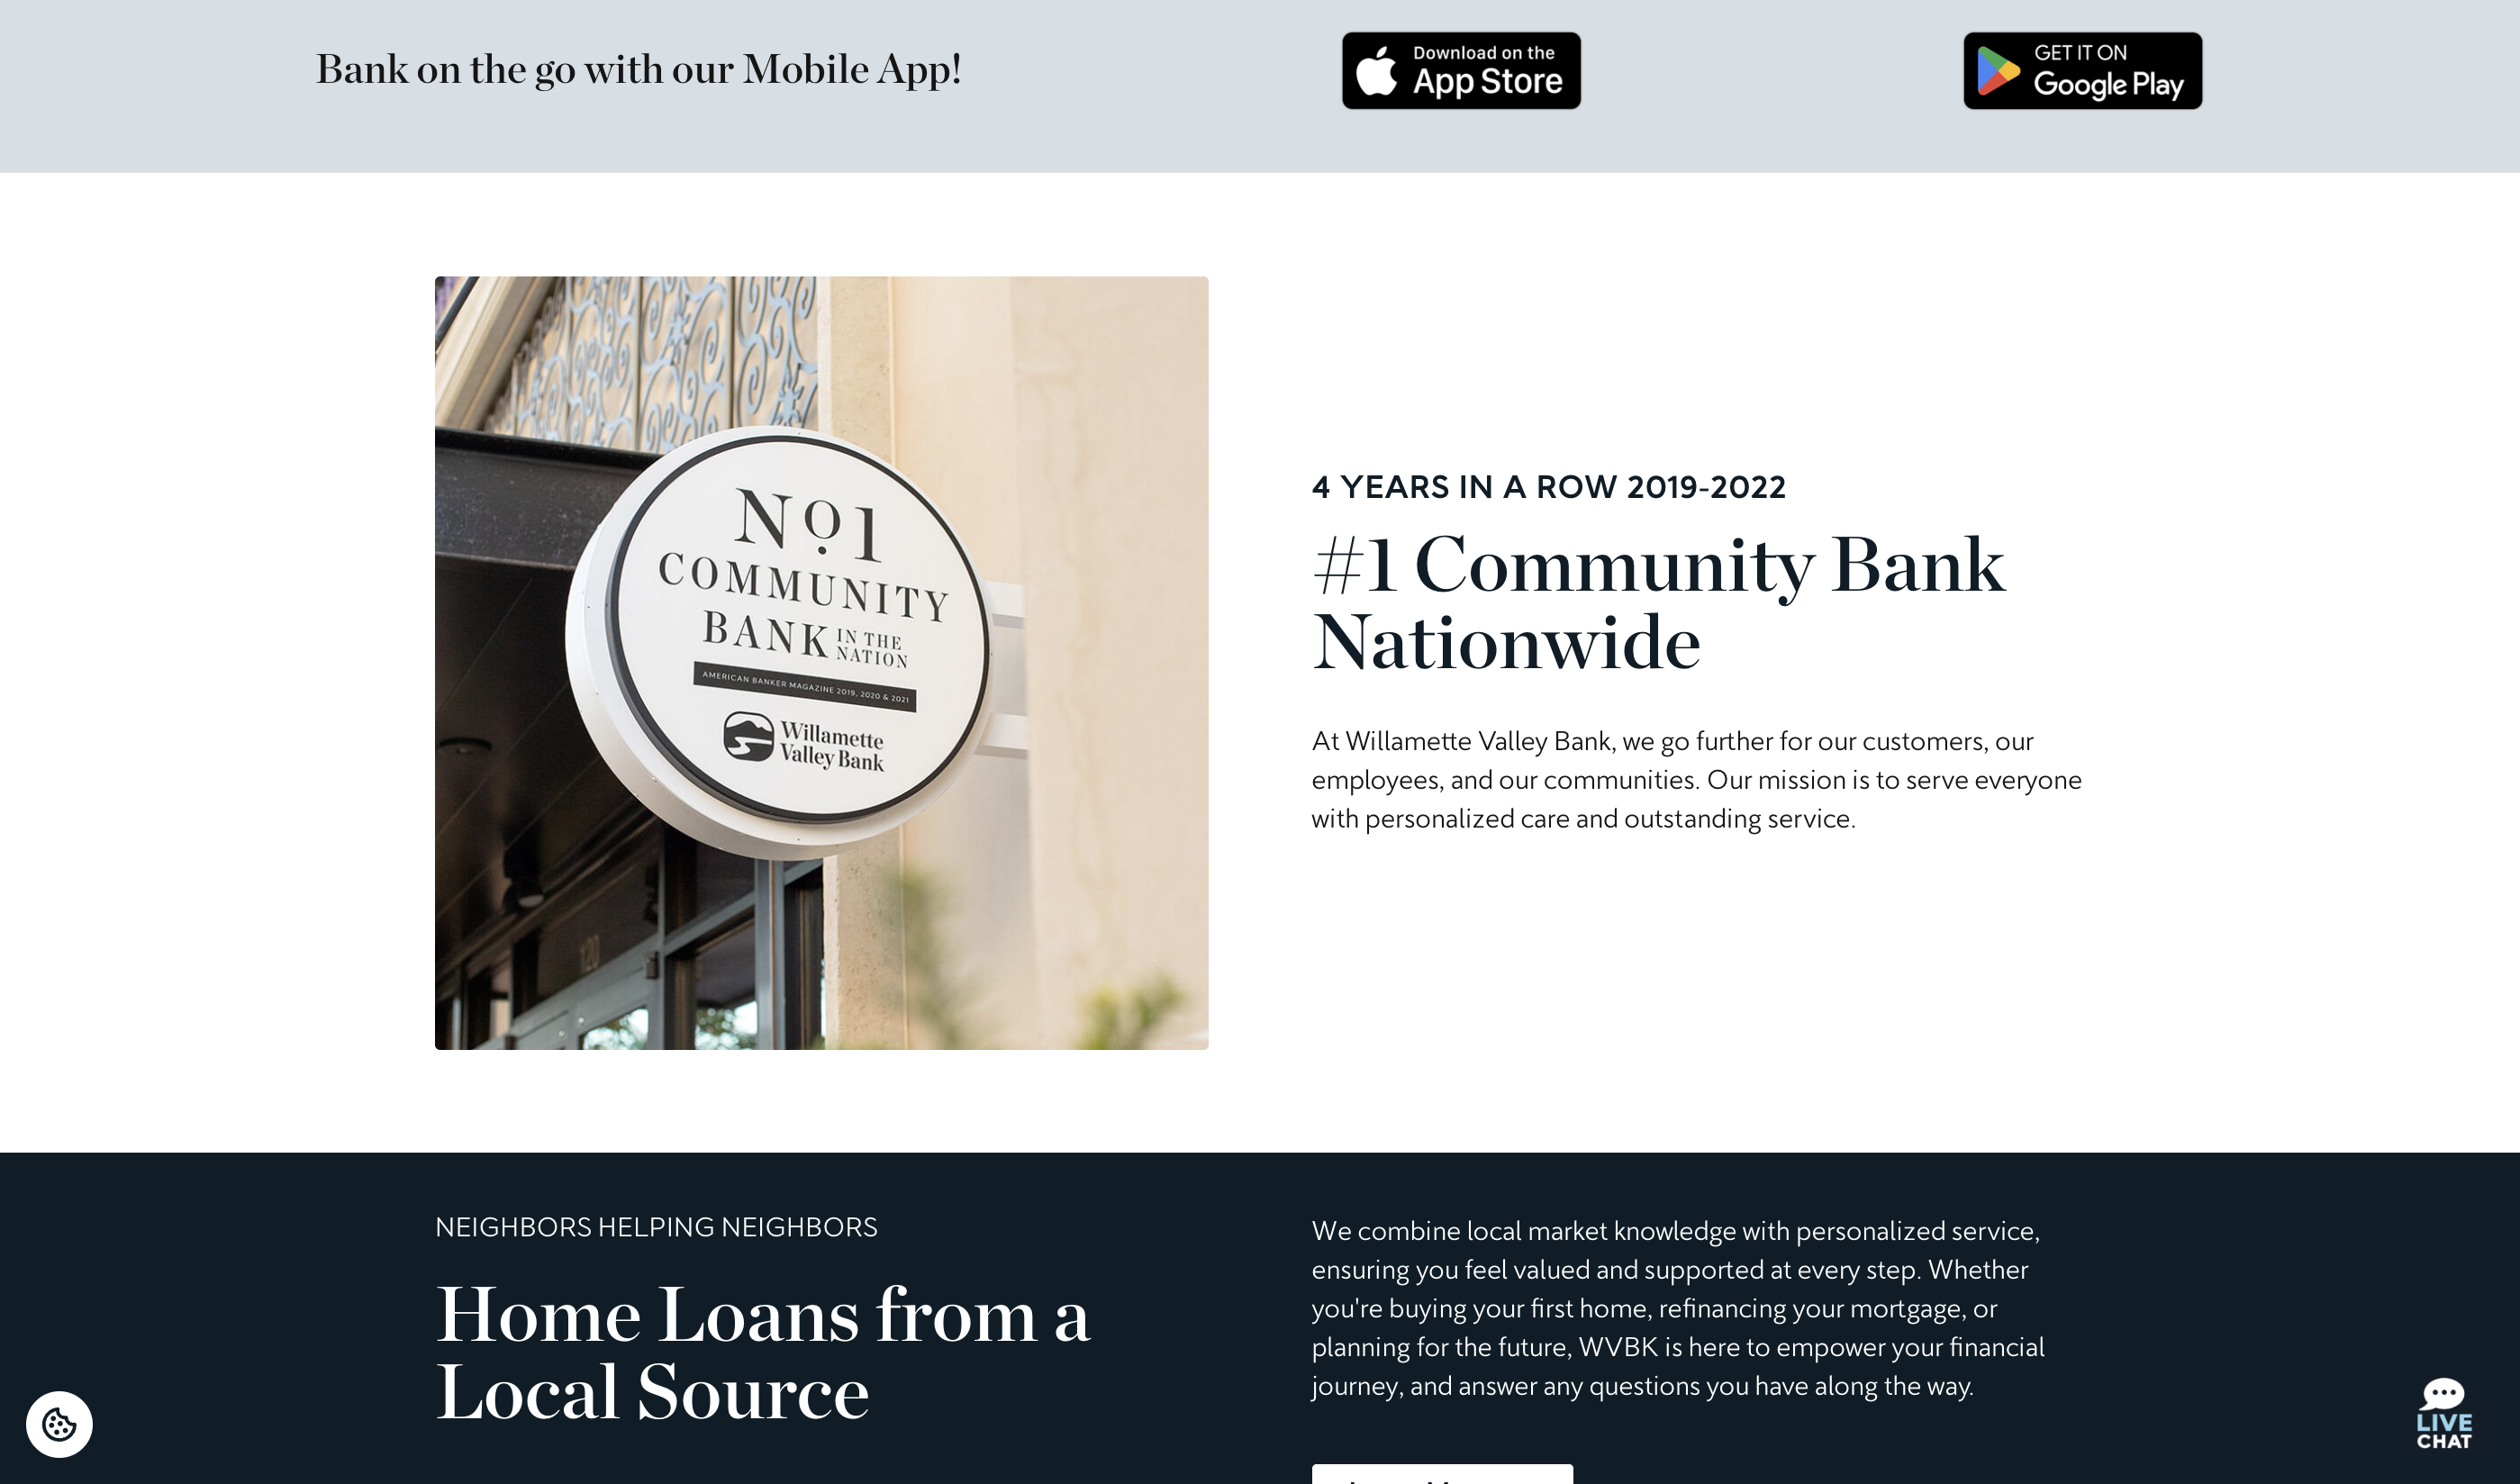 Bank on the go with our Mobile App!
Download on the
App Store
GET IT ON
Google Play
No1
COMMUNITY
BANK IN THE
NATION
AMERICAN BANKER MAGAZINE 2019, 2020 & 2021
Willamette
Valley Bank
120
4 YEARS IN A ROW 2019-2022
#1 Community Bank
Nationwide
At Willamette Valley Bank, we go further for our customers, our
employees, and our communities. Our mission is to serve everyone
with personalized care and outstanding service.
NEIGHBORS HELPING NEIGHBORS
Home Loans from a
Local Source
We combine local market knowledge with personalized service,
ensuring you feel valued and supported at every step. Whether
you're buying your first home, refinancing your mortgage, or
planning for the future, WVBK is here to empower your financial
journey, and answer any questions you have along the way.
LIVE
CHAT